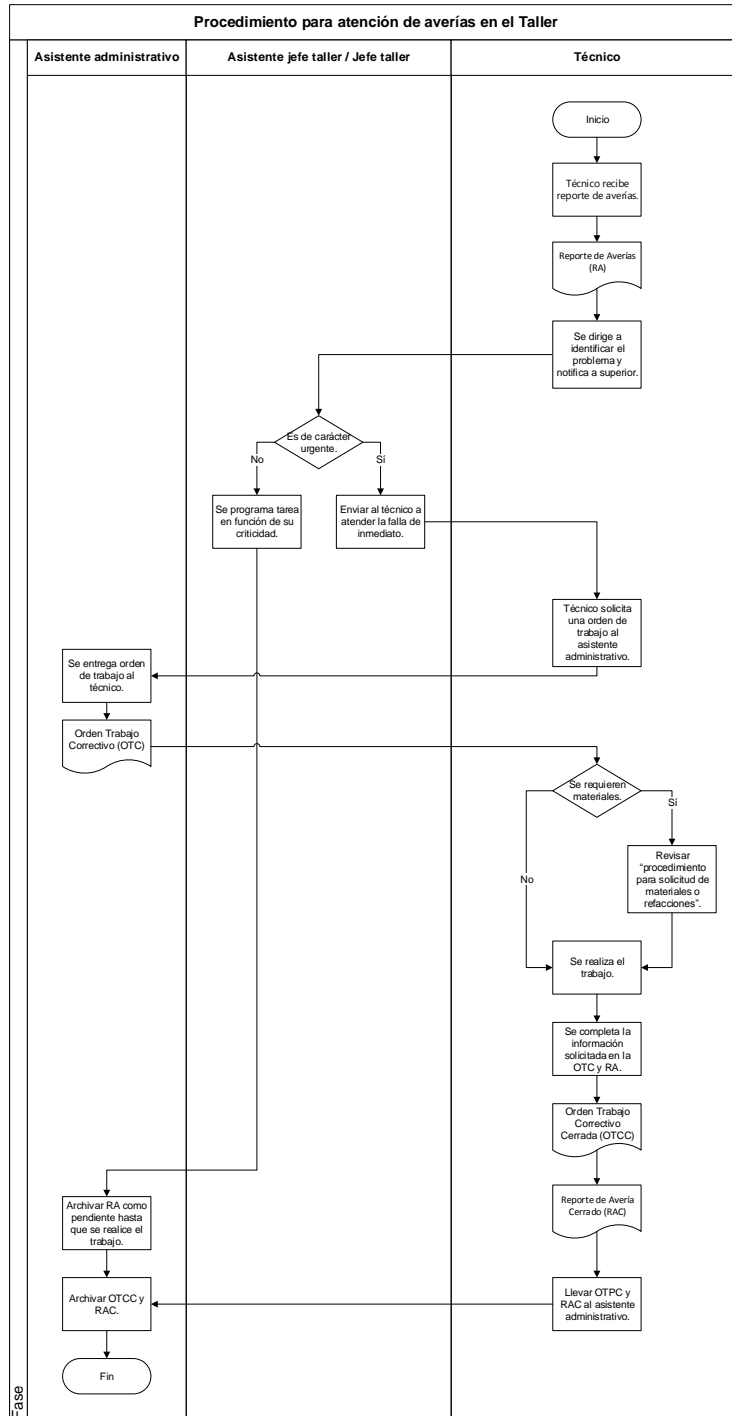 Procedimiento para atención de averías en el Taller
Asistente administrativo
Asistente jefe taller / Jefe taller
Técnico
Inicio
Técnico recibe
reporte de averías.
Reporte de Averías
(RA)
Se dirige a
identificar el
problema y
notifica a superior.
Es de carácter
urgente.
No
Sí
Se programa tarea
en función de su
criticidad.
Enviar al técnico a
atender la falla de
inmediato.
Técnico solicita
una orden de
trabajo al
asistente
administrativo.
Se entrega orden
de trabajo al
técnico.
Orden Trabajo
Correctivo (OTC)
Se requieren
materiales.
Sí
No
Revisar
“procedimiento
para solicitud de
materiales o
refacciones”.
Se realiza el
trabajo.
Se completa la
información
solicitada en la
OTC y RA.
Orden Trabajo
Correctivo
Cerrada (OTCC)
Reporte de Avería
Cerrado (RAC)
Archivar RA como
pendiente hasta
que se realice el
trabajo.
Llevar OTPC y
RAC al asistente
administrativo.
Archivar OTCC y
RAC.
Fin
Fase